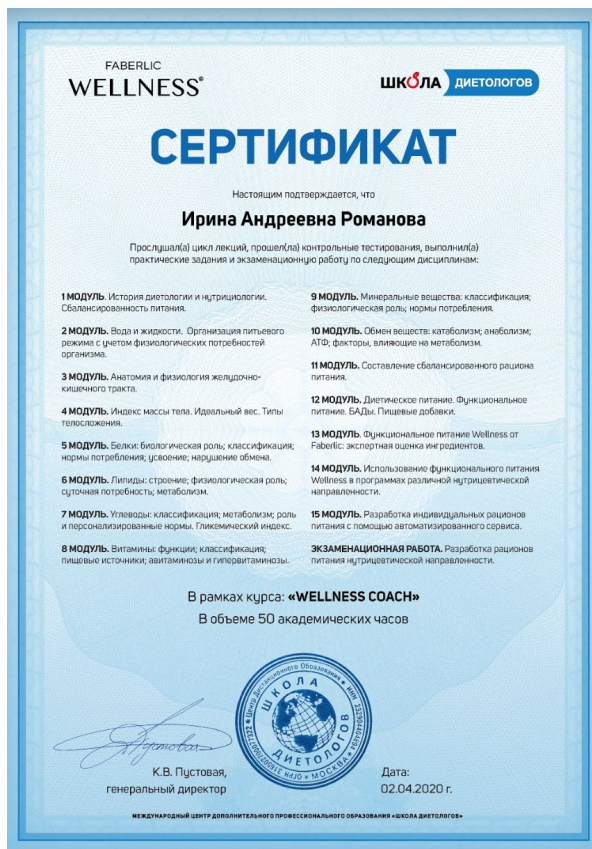 FABERLIC
WELLNESS®
ШКОЛА ДИЕТОЛОГОВ
СЕРТИФИКАТ
Настоящим подтверждается, что
Ирина Андреевна Романова
Прослушал(а) цикл лекций, прошел(ла) контрольные тестирования, выполнил(а)
практические задания и экзаменационную работу по следующим дисциплинам:
1 МОДУЛЬ. История диетологии и нутрициологии.
Сбалансированность питания.
2 МОДУЛЬ. Вода и жидкости. Организация питьевого
режима с учетом физиологических потребностей
организма.
3 МОДУЛЬ. Анатомия и физиология желудочно-
кишечного тракта.
4 МОДУЛЬ. Индекс массы тела. Идеальный вес. Типы
телосложения.
5 МОДУЛЬ. Белки: биологическая роль; классификация;
нормы потребления; усвоение; нарушение обмена.
6 МОДУЛЬ. Липиды: строение; физиологическая роль;
суточная потребность; метаболизм.
7 МОДУЛЬ. Углеводы: классификация; метаболизм; роль
и персонализированные нормы. Гликемический индекс.
8 МОДУЛЬ. Витамины: функции; классификация;
пищевые источники; авитаминозы и гипервитаминозы.
9 МОДУЛЬ. Минеральные вещества: классификация;
физиологическая роль; нормы потребления.
10 МОДУЛЬ. Обмен веществ: катаболизм; анаболизм;
АТФ; факторы, влияющие на метаболизм.
11 МОДУЛЬ. Составление сбалансированного рациона
питания.
12 МОДУЛЬ. Диетическое питание. Функциональное
питание. БАДы. Пищевые добавки.
13 МОДУЛЬ. Функциональное питание Wellness от
Faberlic: экспертная оценка ингредиентов.
14 МОДУЛЬ. Использование функционального питания
Wellness в программах различной нутрицевтической
направленности.
15 МОДУЛЬ. Разработка индивидуальных рационов
питания с помощью автоматизированного сервиса.
ЭКЗАМЕНАЦИОННАЯ РАБОТА. Разработка рационов
питания нутрицевтической направленности.
В рамках курса: «WELLNESS COACH»
В объеме 50 академических часов
Центр Дистанционного Образования
ШКОЛА
ДИЕТОЛОГОВ
МОСКВА
К.В. Пустовая,
генеральный директор
Дата:
02.04.2020 г.
МЕЖДУНАРОДНЫЙ ЦЕНТР ДОПОЛНИТЕЛЬНОГО ПРОФЕССИОНАЛЬНОГО ОБРАЗОВАНИЯ «ШКОЛА ДИЕТОЛОГОВ»